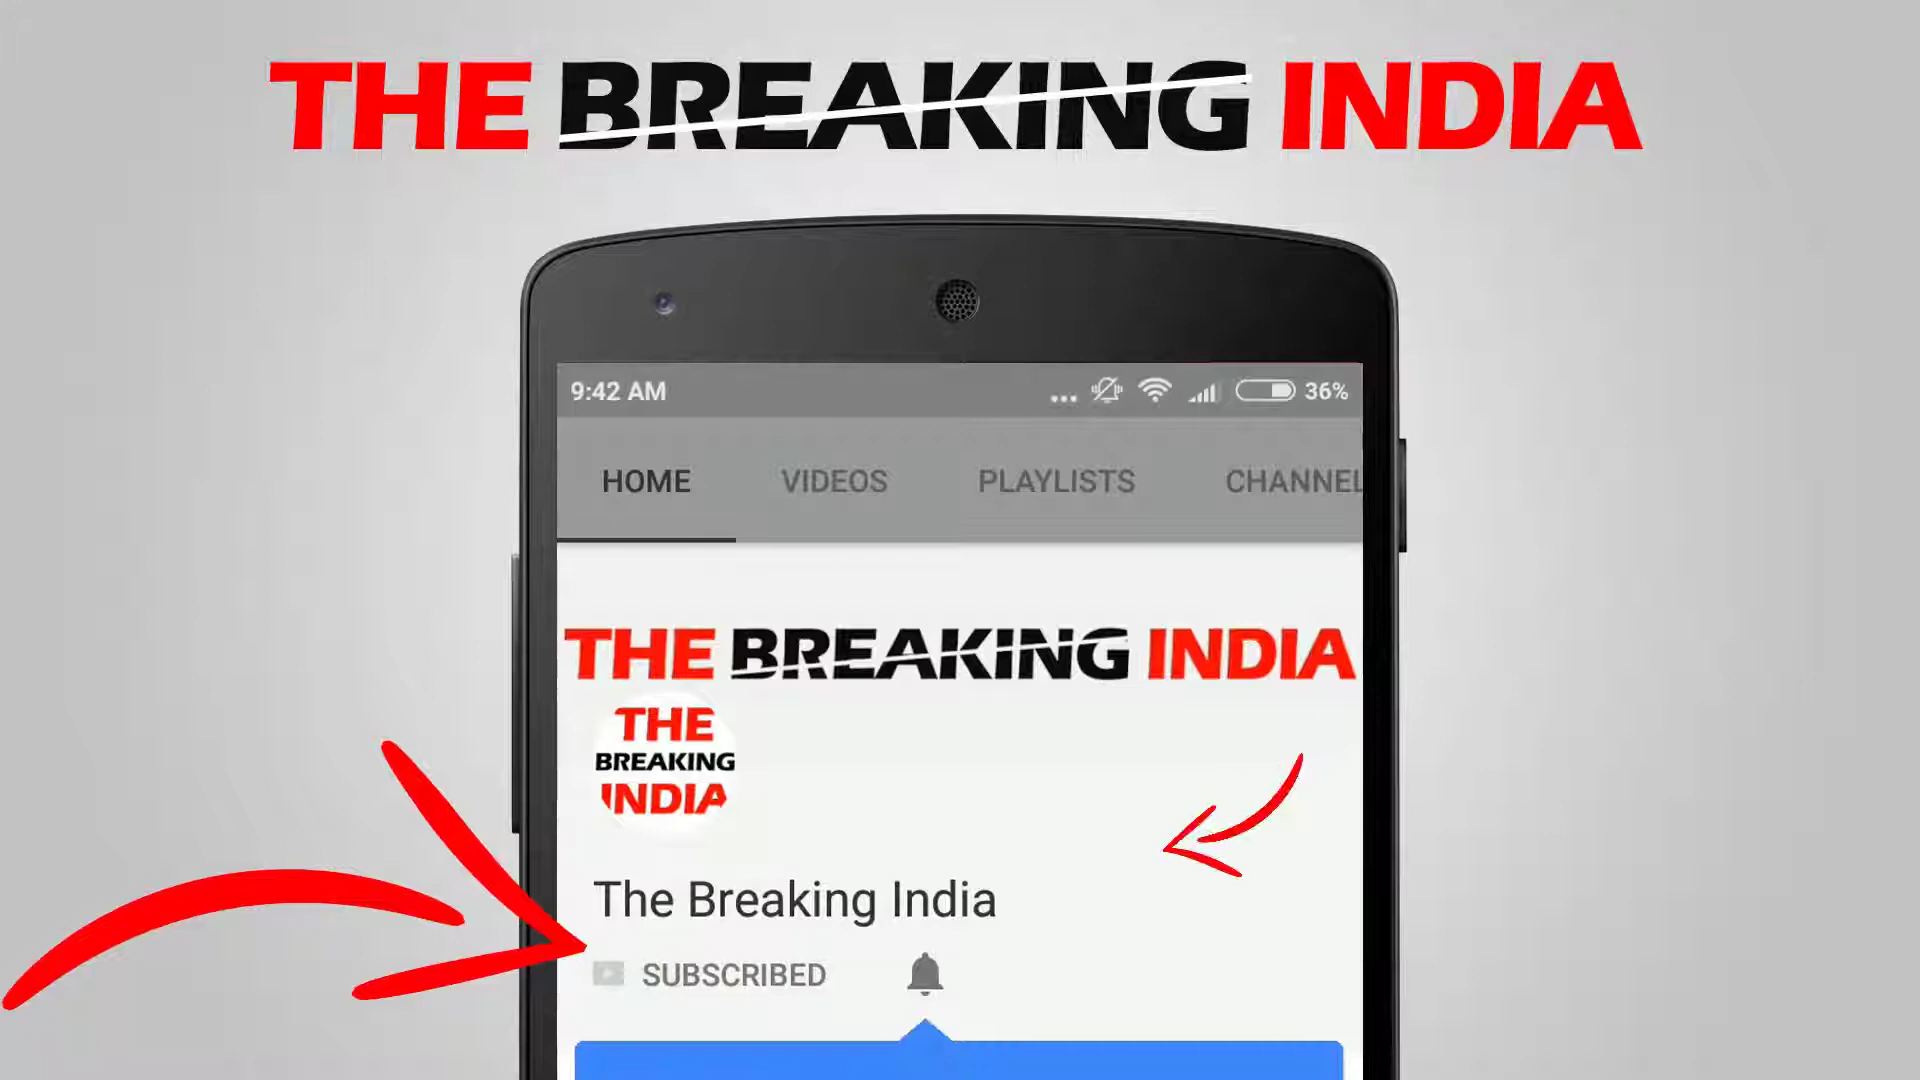 THE BREAKING INDIA
9:42 AM ... 36%
HOME VIDEOS PLAYLISTS CHANNEL
THE BREAKING INDIA
THE
BREAKING
INDIA
The Breaking India
SUBSCRIBED